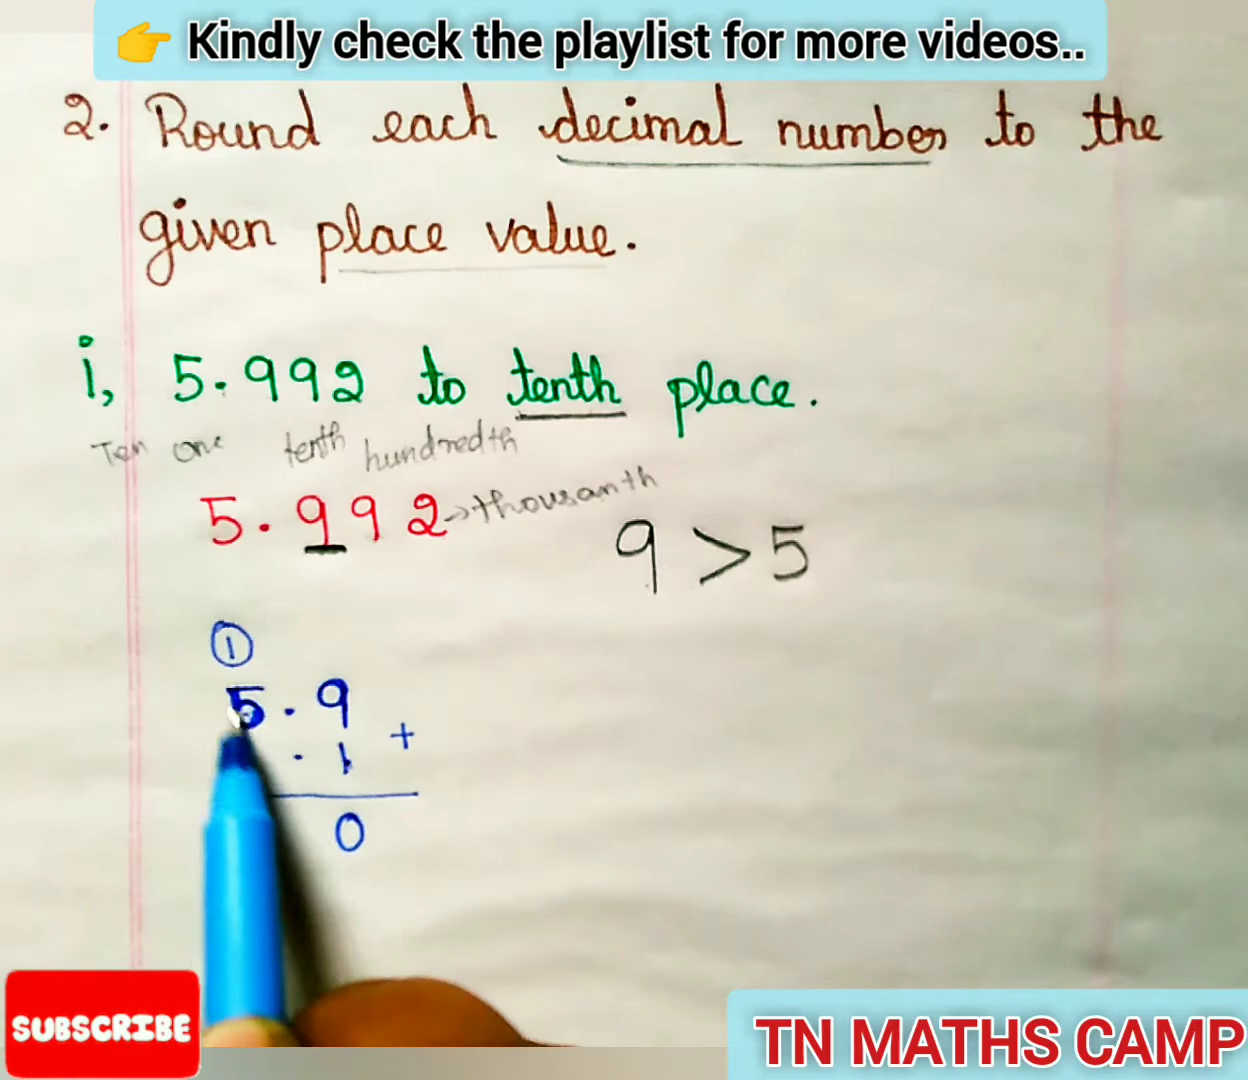 👉 Kindly check the playlist for more videos..
2. Round each decimal number to the
given place value.
i, 5.992 to tenth place.
Ten one tenth hundredth
5.992 → thousanth
9 > 5
1
5.9
.1 +
0
SUBSCRIBE
TN MATHS CAMP